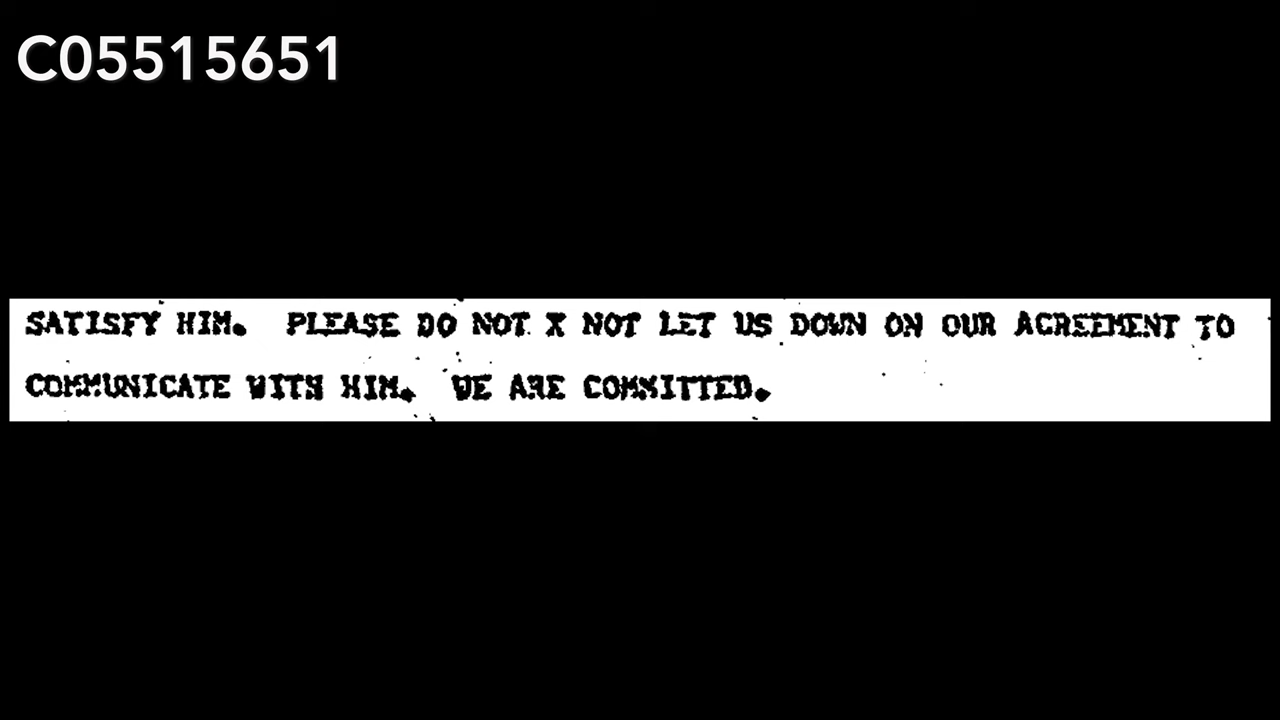 C05515651
SATISFY HIM. PLEASE DO NOT X NOT LET US DOWN ON OUR AGREEMENT TO
COMMUNICATE WITH HIM. WE ARE COMMITTED.